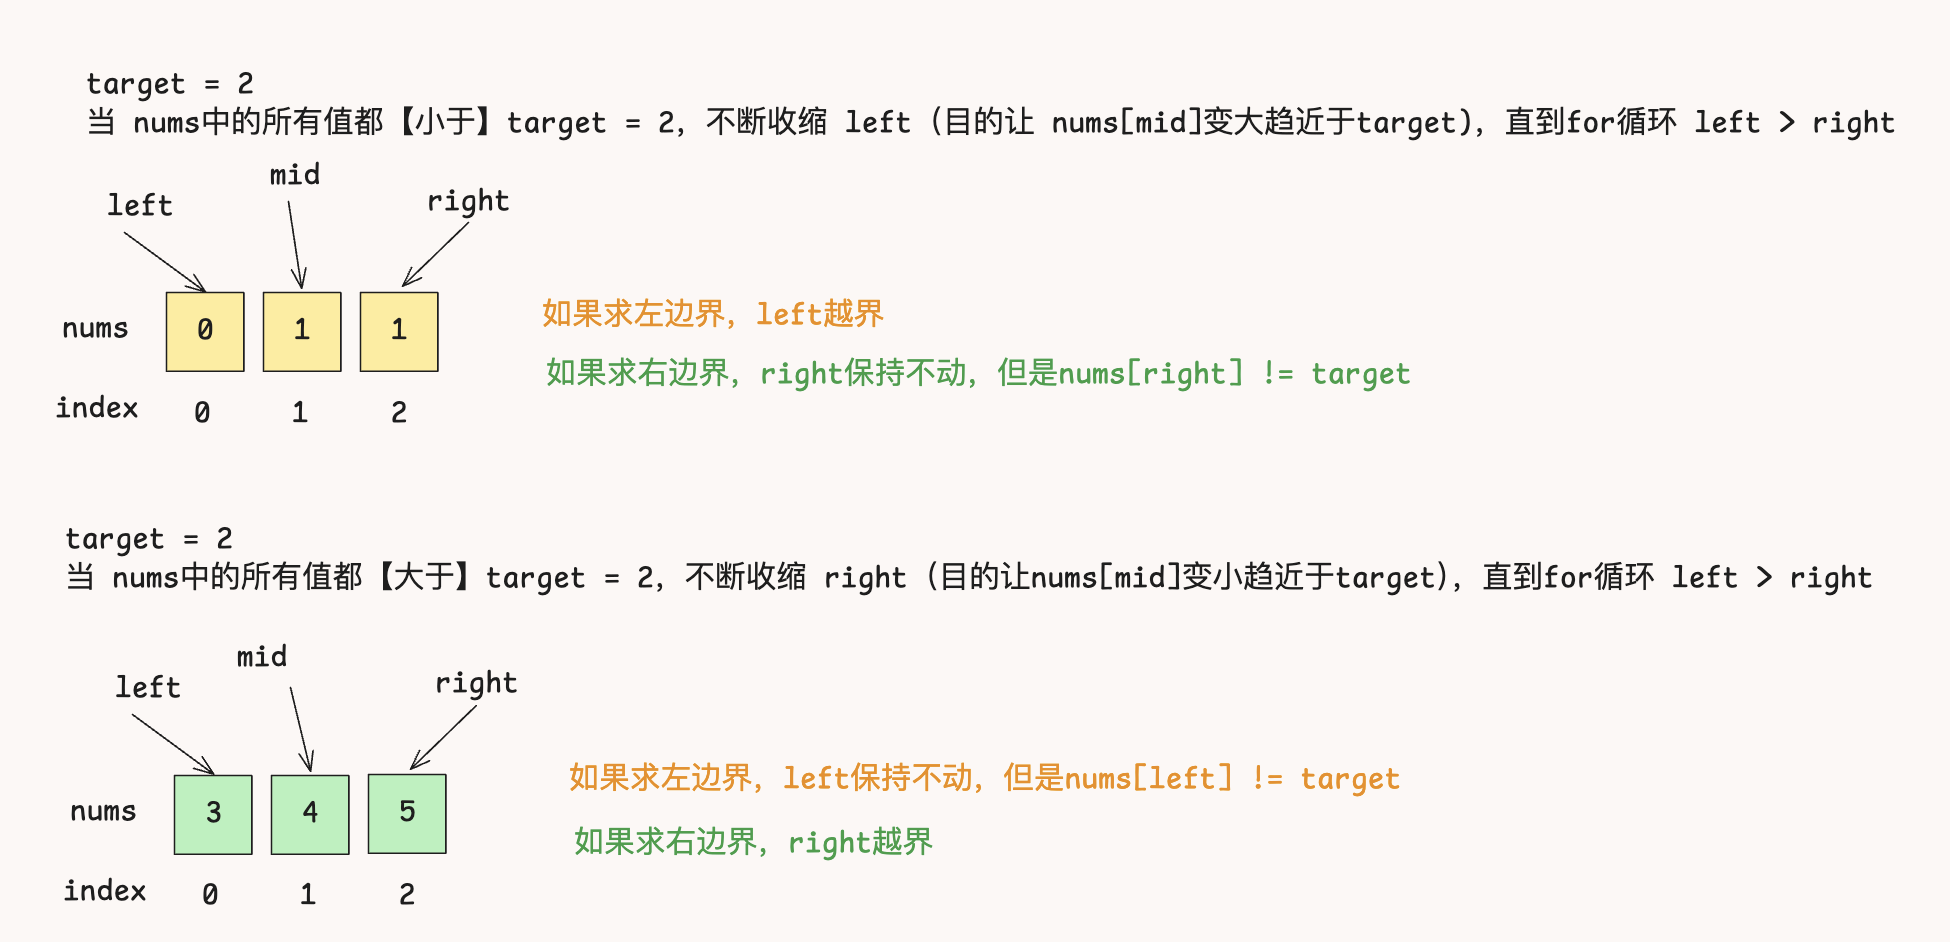 target = 2
当 nums中的所有值都【小于】target = 2，不断收缩 left（目的让 nums[mid]变大趋近于target)，直到for循环 left > right
mid
left
right
nums 0 1 1
如果求左边界，left越界
如果求右边界，right保持不动，但是nums[right] != target
index 0 1 2
target = 2
当 nums中的所有值都【大于】target = 2，不断收缩 right（目的让nums[mid]变小趋近于target)，直到for循环 left > right
mid
left
right
nums 3 4 5
如果求左边界，left保持不动，但是nums[left] != target
如果求右边界，right越界
index 0 1 2